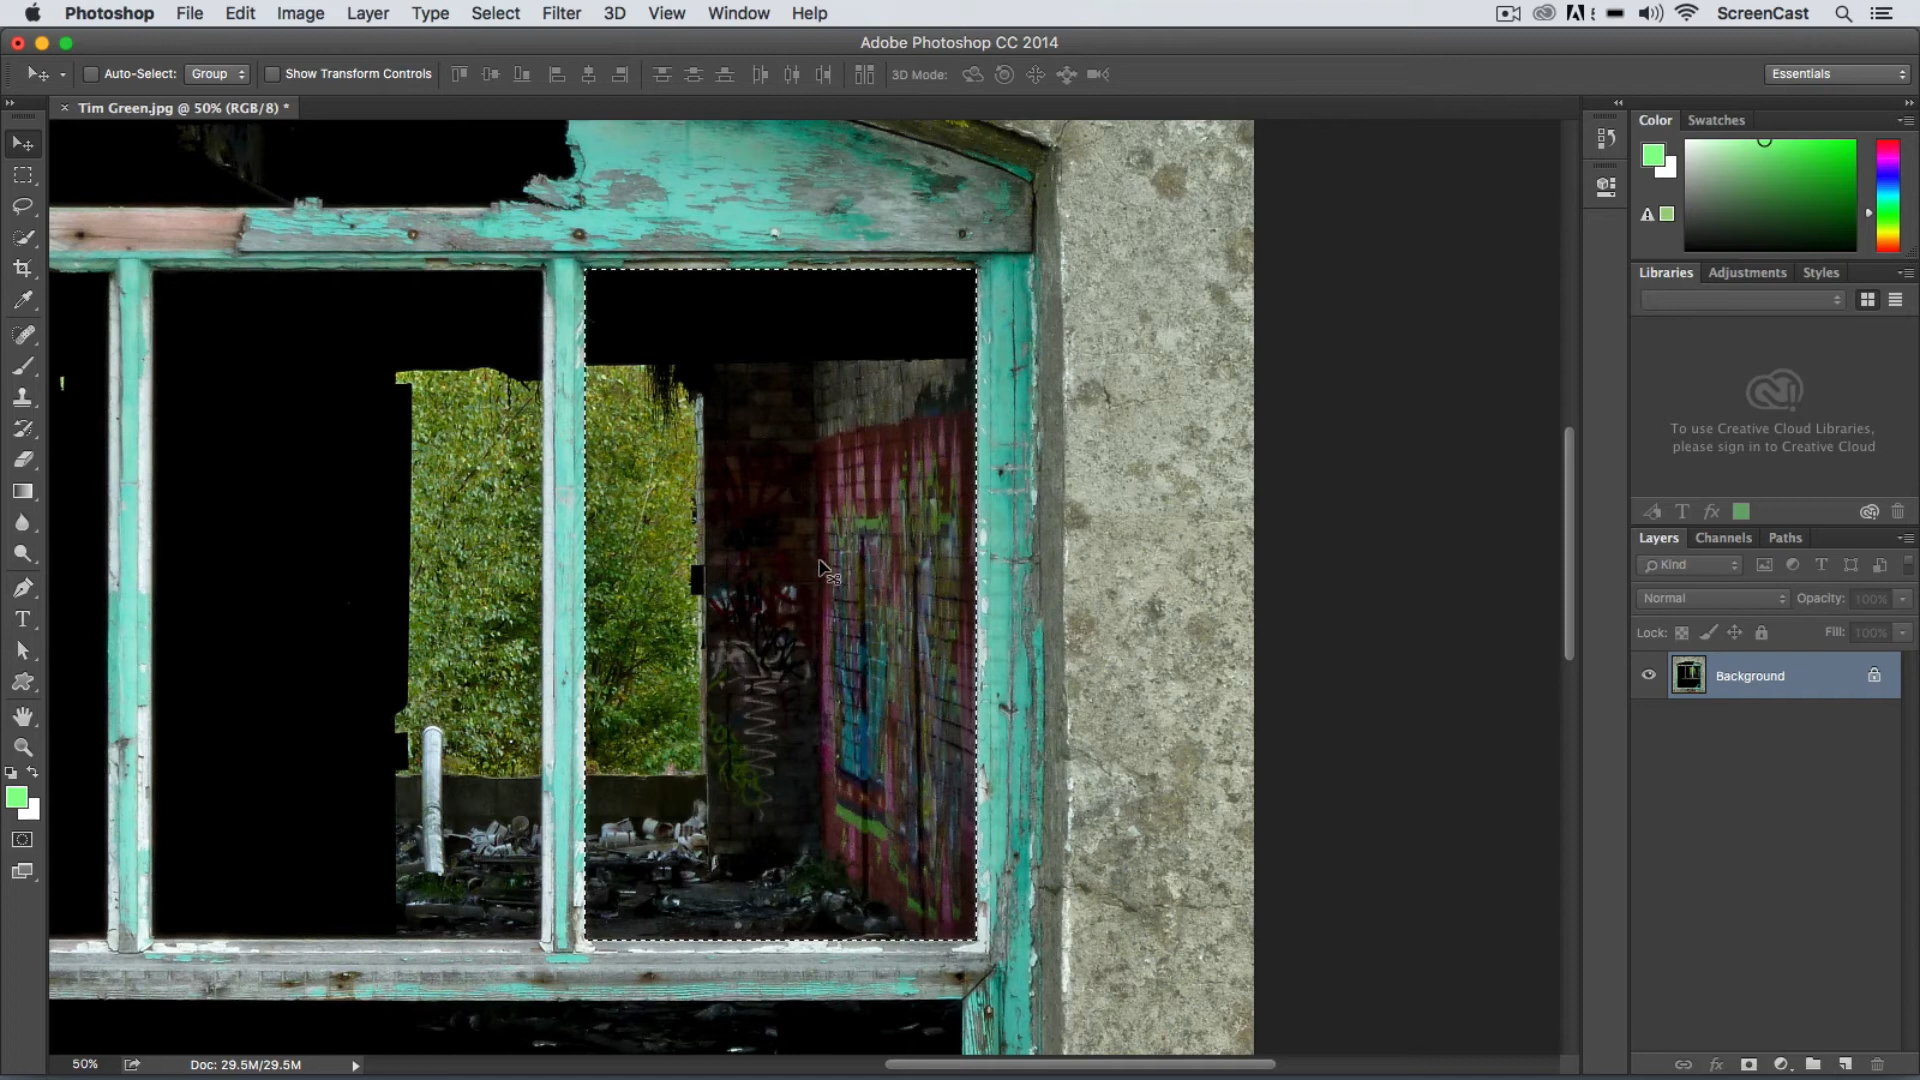 Photoshop File Edit Image Layer Type Select Filter 3D View Window Help ScreenCast
Adobe Photoshop CC 2014
Auto-Select: Group Show Transform Controls 3D Mode: Essentials
× Tim Green.jpg @ 50% (RGB/8) *
Color Swatches
Libraries Adjustments Styles
To use Creative Cloud Libraries,
please sign in to Creative Cloud
Layers Channels Paths
Kind
Normal Opacity: 100%
Lock: Fill: 100%
Background
50% Doc: 29.5M/29.5M